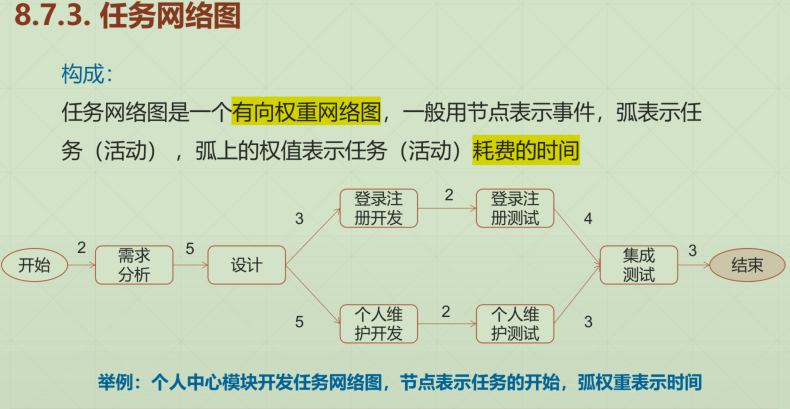 8.7.3. 任务网络图
构成：
任务网络图是一个有向权重网络图，一般用节点表示事件，弧表示任
务（活动），弧上的权值表示任务（活动）耗费的时间
登录注
册开发
2
登录注
册测试
3
4
开始
2
需求
分析
5
设计
集成
测试
3
结束
个人维
护开发
2
个人维
护测试
5
3
举例：个人中心模块开发任务网络图，节点表示任务的开始，弧权重表示时间